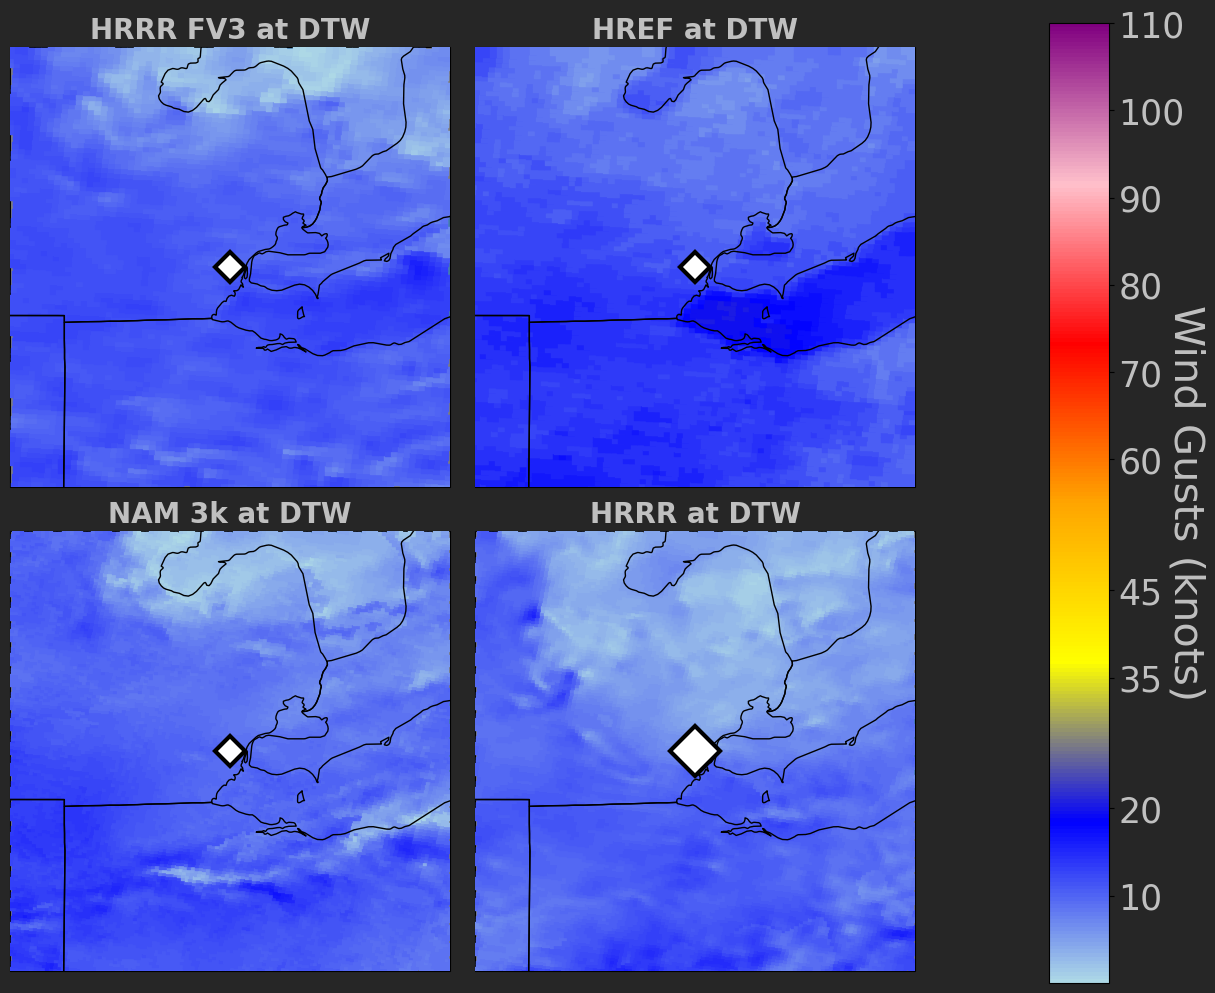 HRRR FV3 at DTW
HREF at DTW
NAM 3k at DTW
HRRR at DTW
110
100
90
80
70
60
45
35
20
10
Wind Gusts (knots)